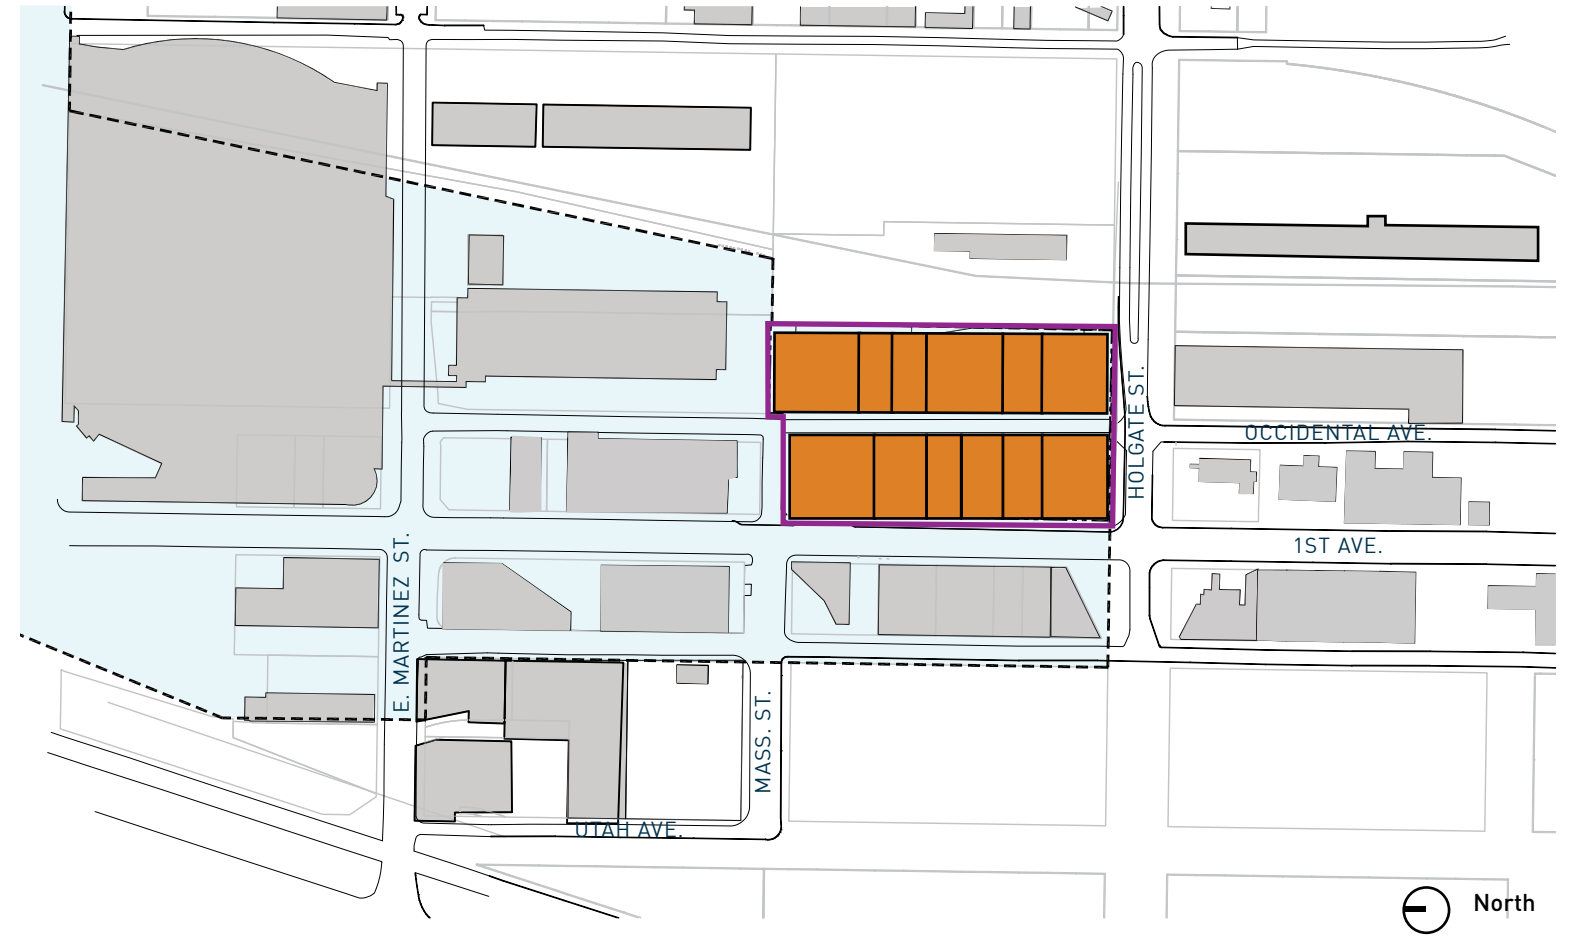 HOLGATE ST.
OCCIDENTAL AVE.
1ST AVE.
E. MARTINEZ ST.
MASS. ST.
UTAH AVE.
North